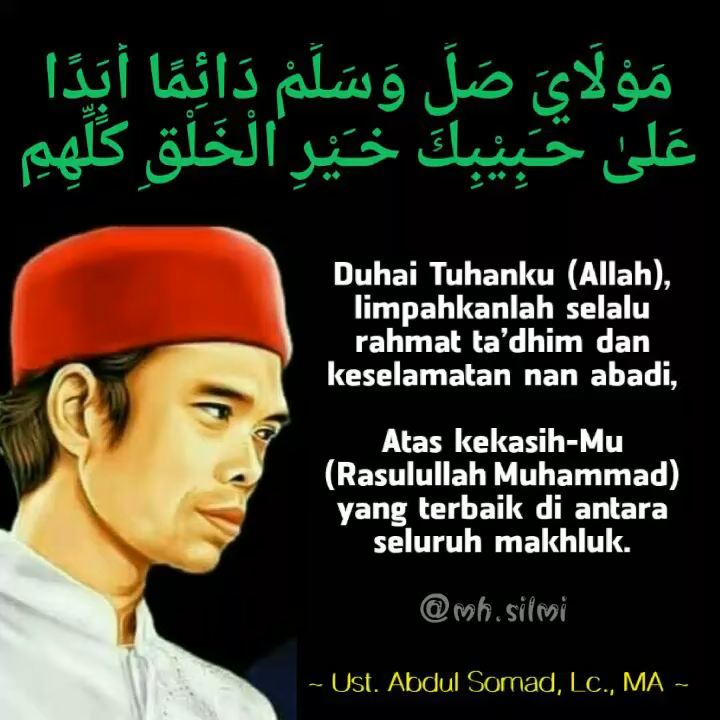 مَوْلَايَ صَلِّ وَسَلِّمْ دَائِمًا أَبَدًا
عَلىٰ حَبِيْبِكَ خَيْرِ الْخَلْقِ كُلِّهِمِ
Duhai Tuhanku (Allah),
limpahkanlah selalu
rahmat ta'dhim dan
keselamatan nan abadi,
Atas kekasih-Mu
(Rasulullah Muhammad)
yang terbaik di antara
seluruh makhluk.
@mh.silmi
~ Ust. Abdul Somad, Lc., MA ~